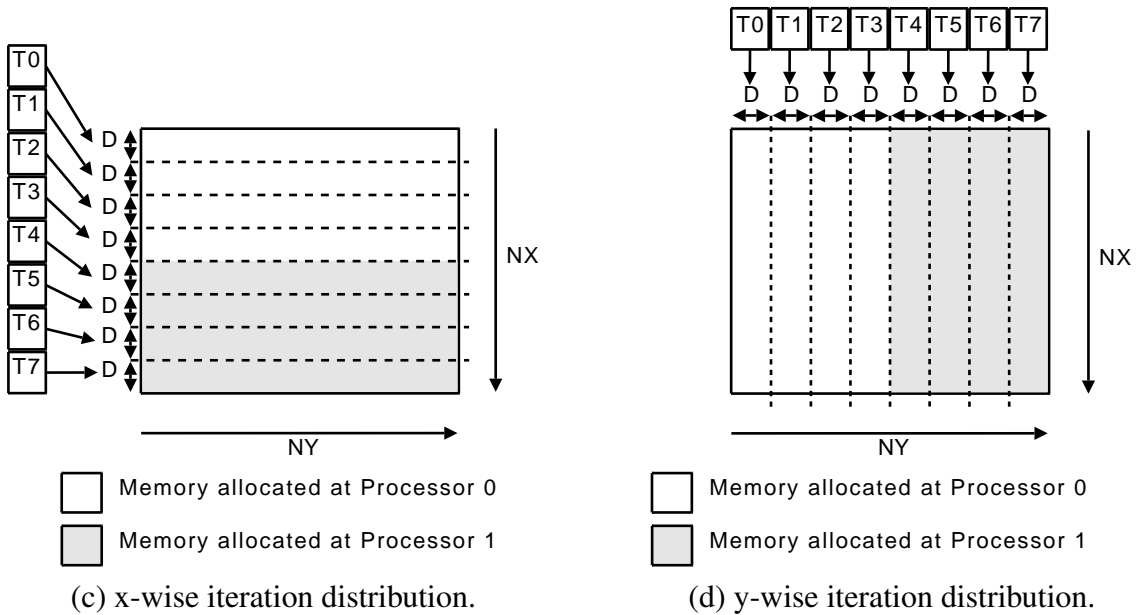 T0
T1
T2
T3
T4
T5
T6
T7
D
D
D
D
D
D
D
D
NX
NY
Memory allocated at Processor 0
Memory allocated at Processor 1
(c) x-wise iteration distribution.
T0 T1 T2 T3 T4 T5 T6 T7
D D D D D D D D
NX
NY
Memory allocated at Processor 0
Memory allocated at Processor 1
(d) y-wise iteration distribution.